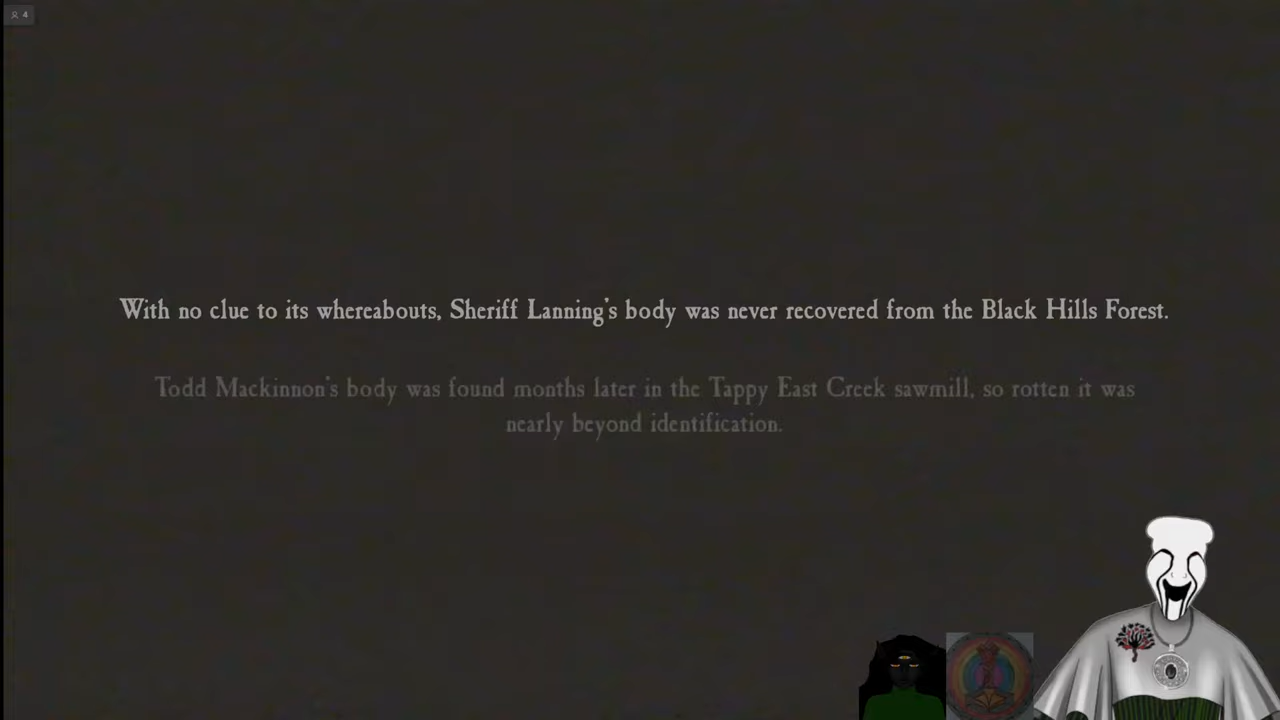 4
With no clue to its whereabouts, Sheriff Lanning's body was never recovered from the Black Hills Forest.
Todd Mackinnon's body was found months later in the Tappy East Creek sawmill, so rotten it was
nearly beyond identification.